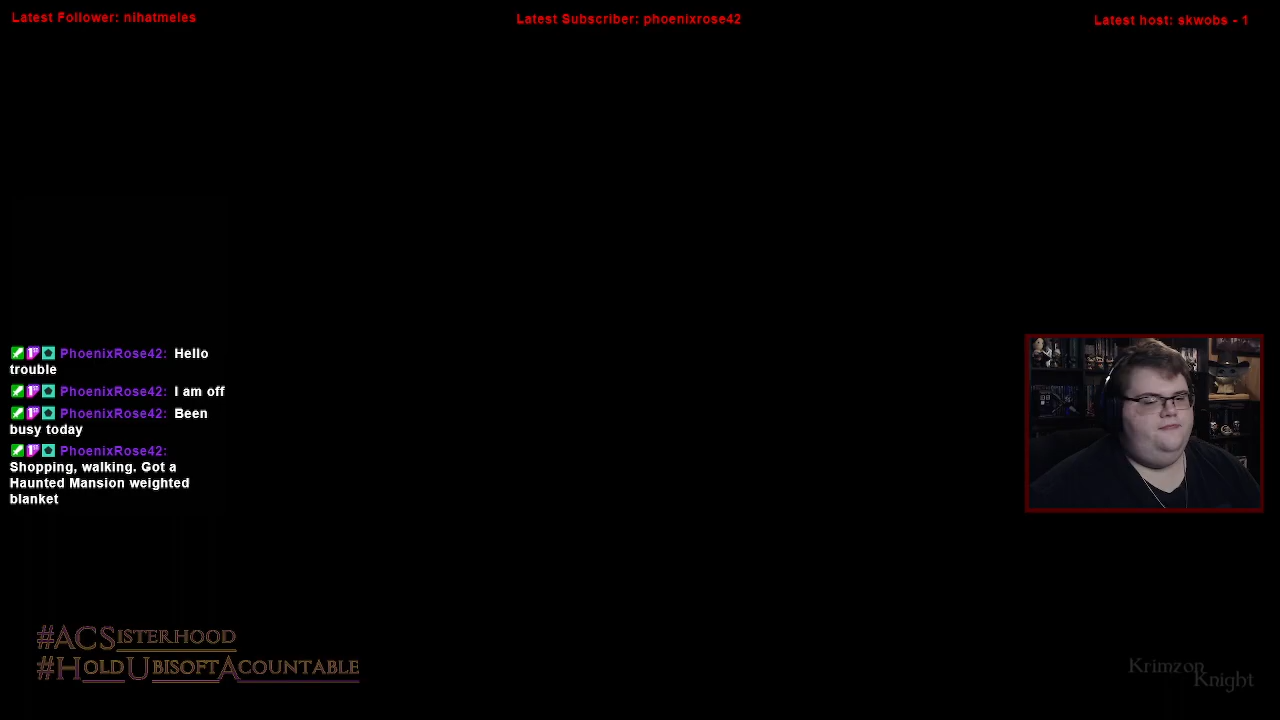 Latest Follower: nihatmeles
Latest Subscriber: phoenixrose42
Latest host: skwobs - 1
PhoenixRose42: Hello
trouble
PhoenixRose42: I am off
PhoenixRose42: Been
busy today
PhoenixRose42:
Shopping, walking. Got a
Haunted Mansion weighted
blanket
#ACSisterhood
#HoldUbisoftAcountable
Krimzon
Knight